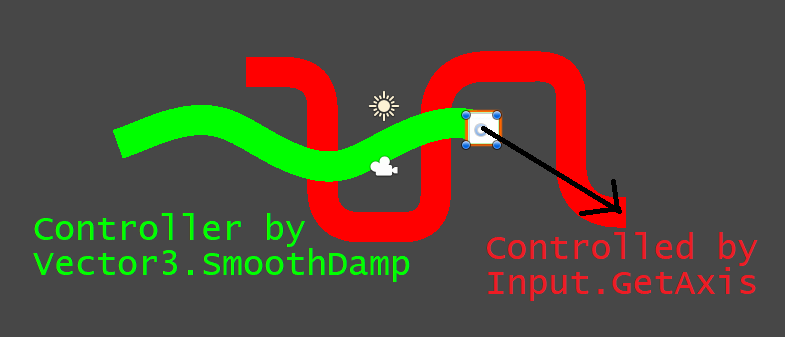 Controller by
Vector3.SmoothDamp
Controlled by
Input.GetAxis